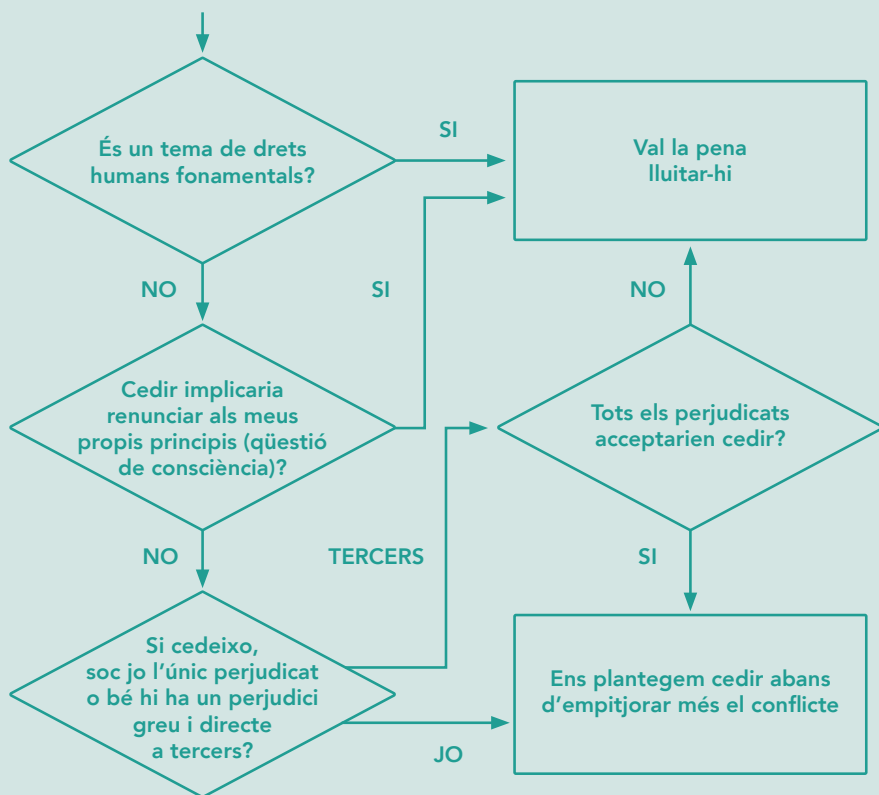 És un tema de drets
humans fonamentals?
SI
Val la pena
lluitar-hi
NO
SI
NO
Cedir implicaria
renunciar als meus
propis principis (qüestió
de consciència)?
Tots els perjudicats
acceptarien cedir?
NO
TERCERS
SI
Si cedeixo,
soc jo l’únic perjudicat
o bé hi ha un perjudici
greu i directe
a tercers?
Ens plantegem cedir abans
d’empitjorar més el conflicte
JO